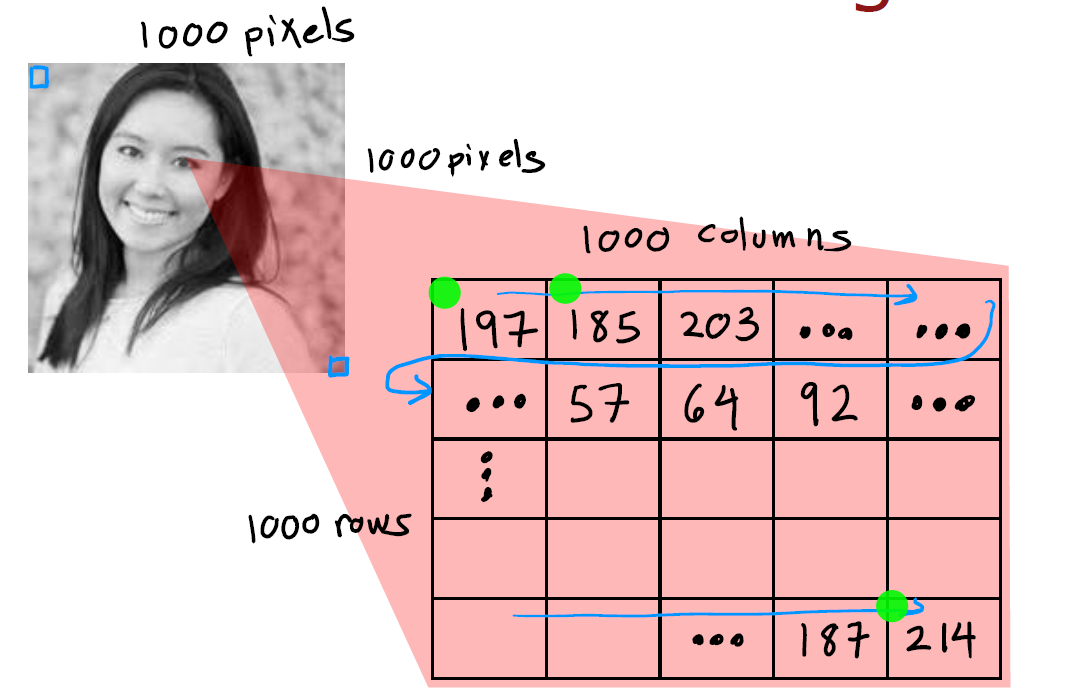 1000 pixels
1000 pixels
1000 columns
197 185 203 ... ...
... 57 64 92 ...
⋮
1000 rows
... 187 214